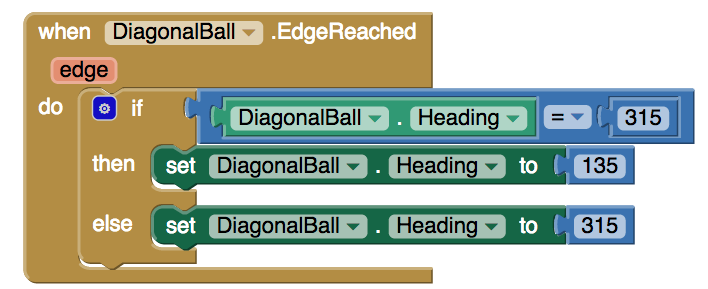 when DiagonalBall .EdgeReached
edge
do if DiagonalBall . Heading = 315
then set DiagonalBall . Heading to 135
else set DiagonalBall . Heading to 315